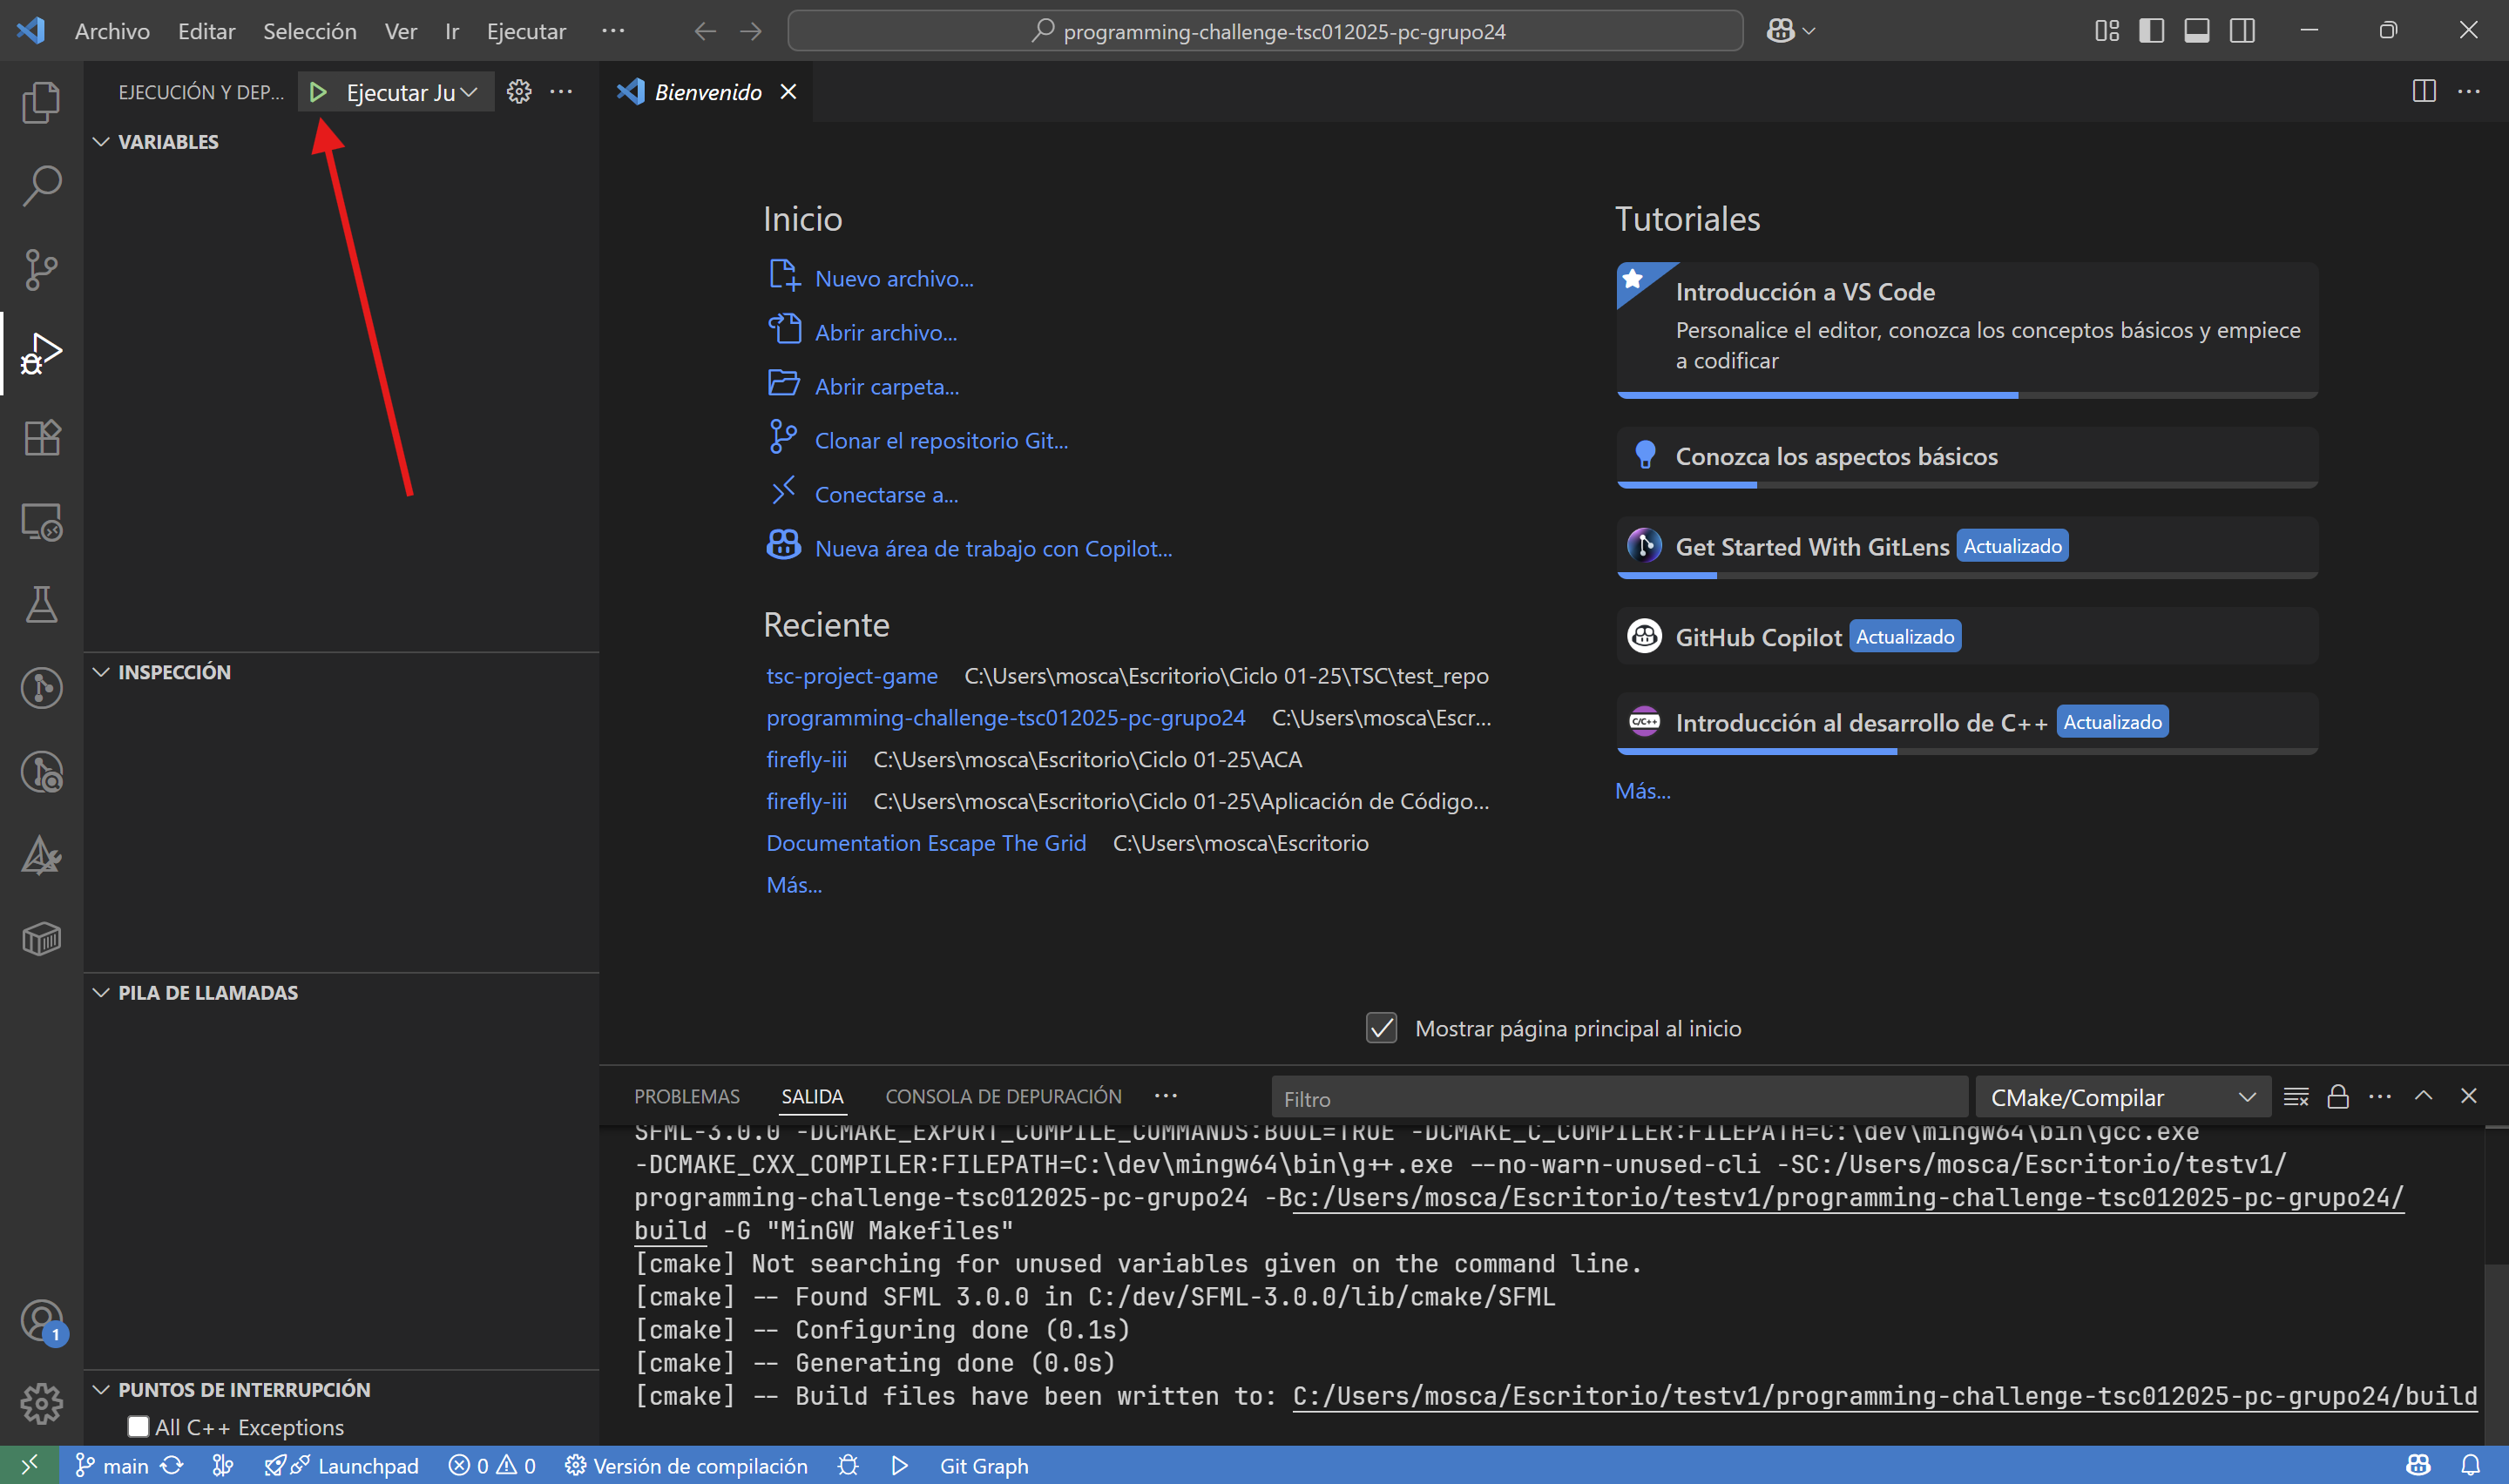 Archivo Editar Selección Ver Ir Ejecutar ···
programming-challenge-tsc012025-pc-grupo24
EJECUCIÓN Y DEP... Ejecutar Ju
Bienvenido
VARIABLES
Inicio
Nuevo archivo...
Abrir archivo...
Abrir carpeta...
Clonar el repositorio Git...
Conectarse a...
Nueva área de trabajo con Copilot...
Reciente
tsc-project-game C:\Users\mosca\Escritorio\Ciclo 01-25\TSC\test_repo
programming-challenge-tsc012025-pc-grupo24 C:\Users\mosca\Escr...
firefly-iii C:\Users\mosca\Escritorio\Ciclo 01-25\ACA
firefly-iii C:\Users\mosca\Escritorio\Ciclo 01-25\Aplicación de Código...
Documentation Escape The Grid C:\Users\mosca\Escritorio
Más...
Tutoriales
Introducción a VS Code
Personalice el editor, conozca los conceptos básicos y empiece
a codificar
Conozca los aspectos básicos
Get Started With GitLens Actualizado
GitHub Copilot Actualizado
C/C++ Introducción al desarrollo de C++ Actualizado
Más...
Mostrar página principal al inicio
INSPECCIÓN
PILA DE LLAMADAS
PUNTOS DE INTERRUPCIÓN
All C++ Exceptions
PROBLEMAS SALIDA CONSOLA DE DEPURACIÓN ··· Filtro CMake/Compilar
SFML-3.0.0 -DCMAKE_EXPORT_COMPILE_COMMANDS:BOOL=TRUE -DCMAKE_C_COMPILER:FILEPATH=C:\dev\mingw64\bin\gcc.exe
-DCMAKE_CXX_COMPILER:FILEPATH=C:\dev\mingw64\bin\g++.exe --no-warn-unused-cli -SC:/Users/mosca/Escritorio/testv1/
programming-challenge-tsc012025-pc-grupo24 -Bc:/Users/mosca/Escritorio/testv1/programming-challenge-tsc012025-pc-grupo24/
build -G "MinGW Makefiles"
[cmake] Not searching for unused variables given on the command line.
[cmake] -- Found SFML 3.0.0 in C:/dev/SFML-3.0.0/lib/cmake/SFML
[cmake] -- Configuring done (0.1s)
[cmake] -- Generating done (0.0s)
[cmake] -- Build files have been written to: C:/Users/mosca/Escritorio/testv1/programming-challenge-tsc012025-pc-grupo24/build
1
main Launchpad 0 0 Versión de compilación Git Graph